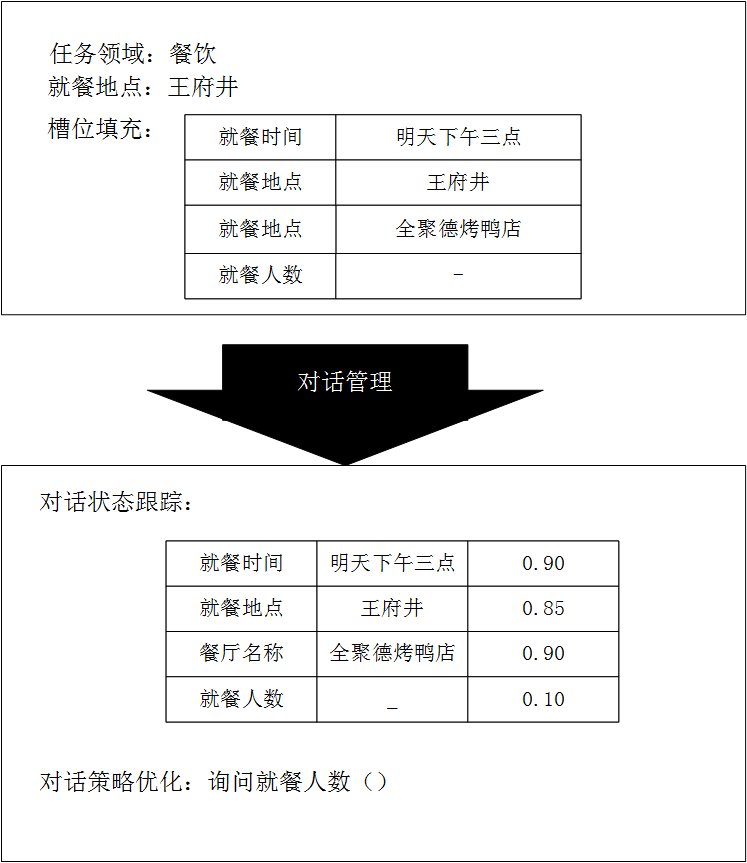 任务领域：餐饮
就餐地点：王府井
槽位填充：
就餐时间 明天下午三点
就餐地点 王府井
就餐地点 全聚德烤鸭店
就餐人数 -
对话管理
对话状态跟踪：
就餐时间 明天下午三点 0.90
就餐地点 王府井 0.85
餐厅名称 全聚德烤鸭店 0.90
就餐人数 _ 0.10
对话策略优化：询问就餐人数（）